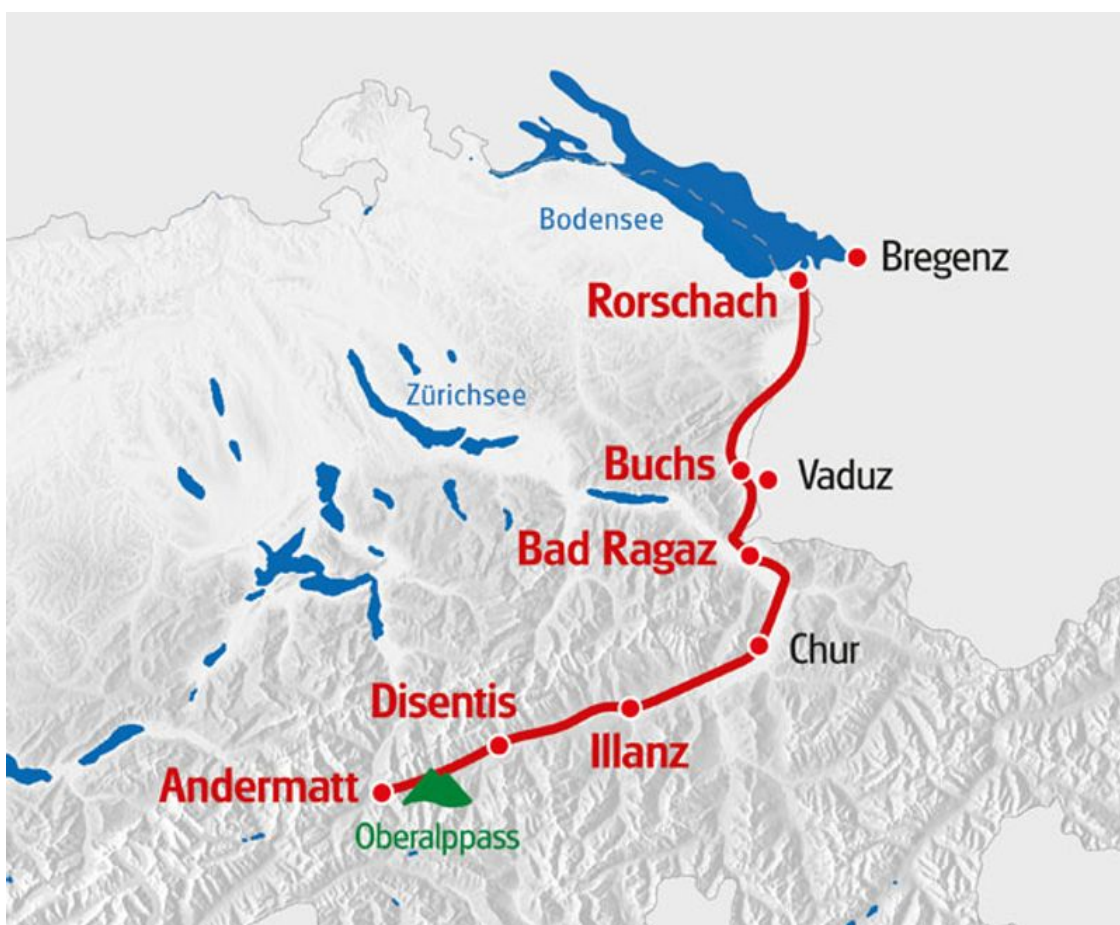 Bodensee
Bregenz
Rorschach
Zürichsee
Buchs
Vaduz
Bad Ragaz
Chur
Disentis
Illanz
Andermatt
Oberalppass